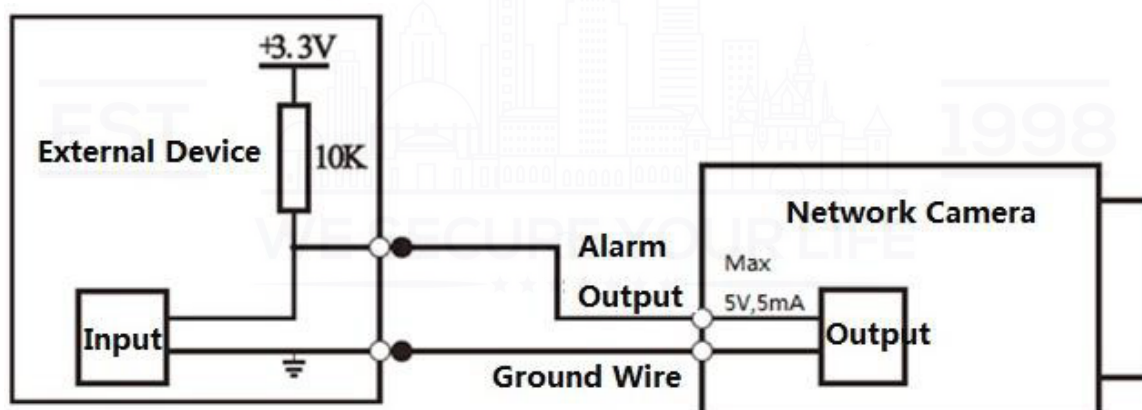 +3.3V
EST
1998
External Device
10K
WE SECURE YOUR LIFE
Network Camera
Alarm
Max
Output
5V,5mA
Input
Output
Ground Wire